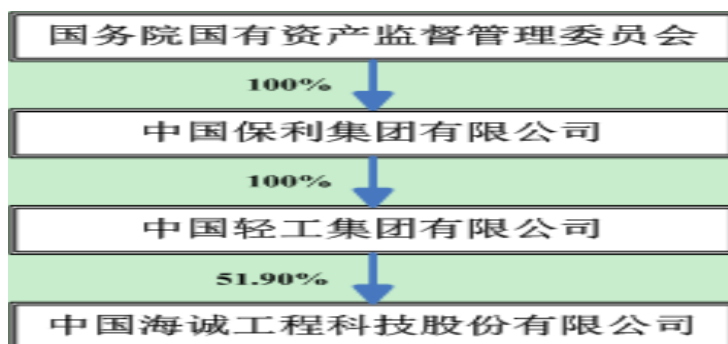 国务院国有资产监督管理委员会
100%
中国保利集团有限公司
100%
中国轻工集团有限公司
51.90%
中国海诚工程科技股份有限公司